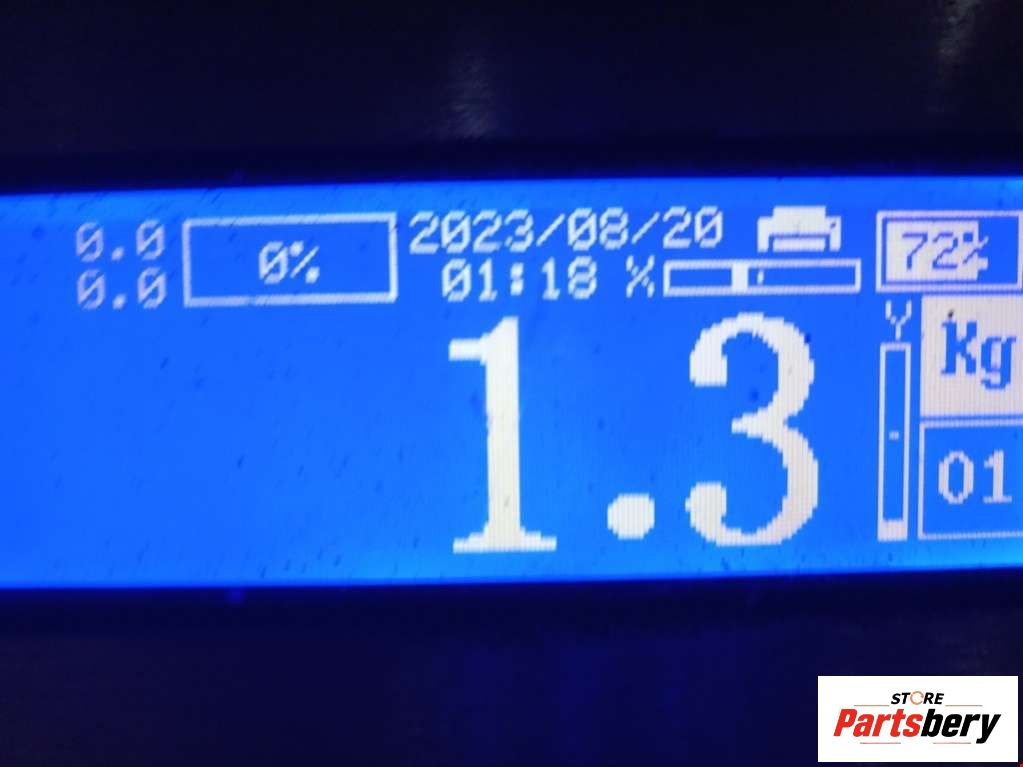 0.0
0.0
0%
2023/08/20
01:18 X
72%
1.3
Y
Kg
01
STORE
Partsbery